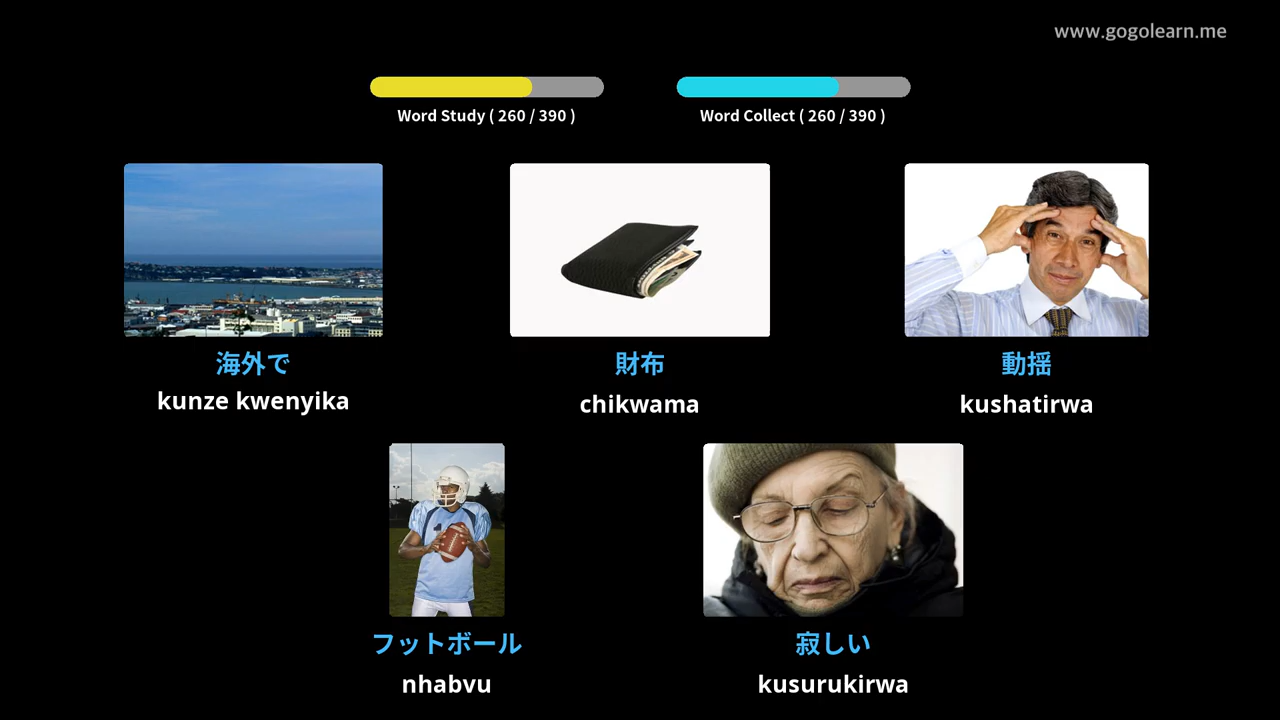 www.gogolearn.me
Word Study ( 260 / 390 )
Word Collect ( 260 / 390 )
海外で
kunze kwenyika
財布
chikwama
動揺
kushatirwa
フットボール
nhabvu
寂しい
kusurukirwa